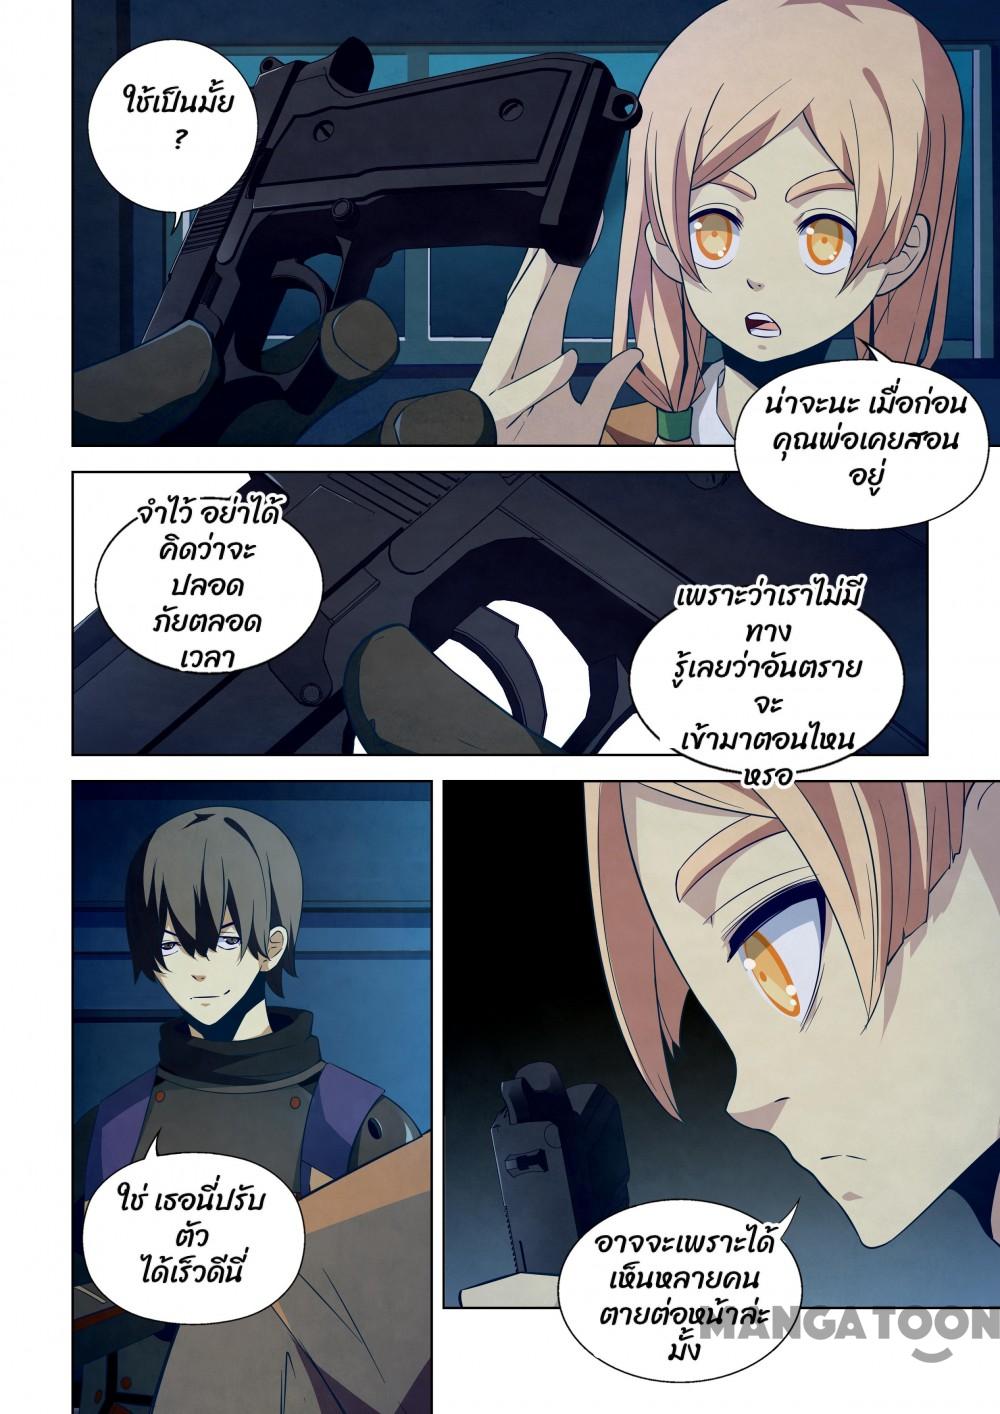 ใช้เป็นมั้ย
?
น่าจะนะ เมื่อก่อน
คุณพ่อเคยสอน
อยู่
จำไว้ อย่าได้
คิดว่าจะ
ปลอด
ภัยตลอด
เวลา
เพราะว่าเราไม่มี
ทาง
รู้เลยว่าอันตราย
จะ
เข้ามาตอนไหน
หรอ
ใช่ เธอนี่ปรับ
ตัว
ได้เร็วดีนี่
อาจจะเพราะได้
เห็นหลายคน
ตายต่อหน้าล่ะ
มั้ง
MANGATOON